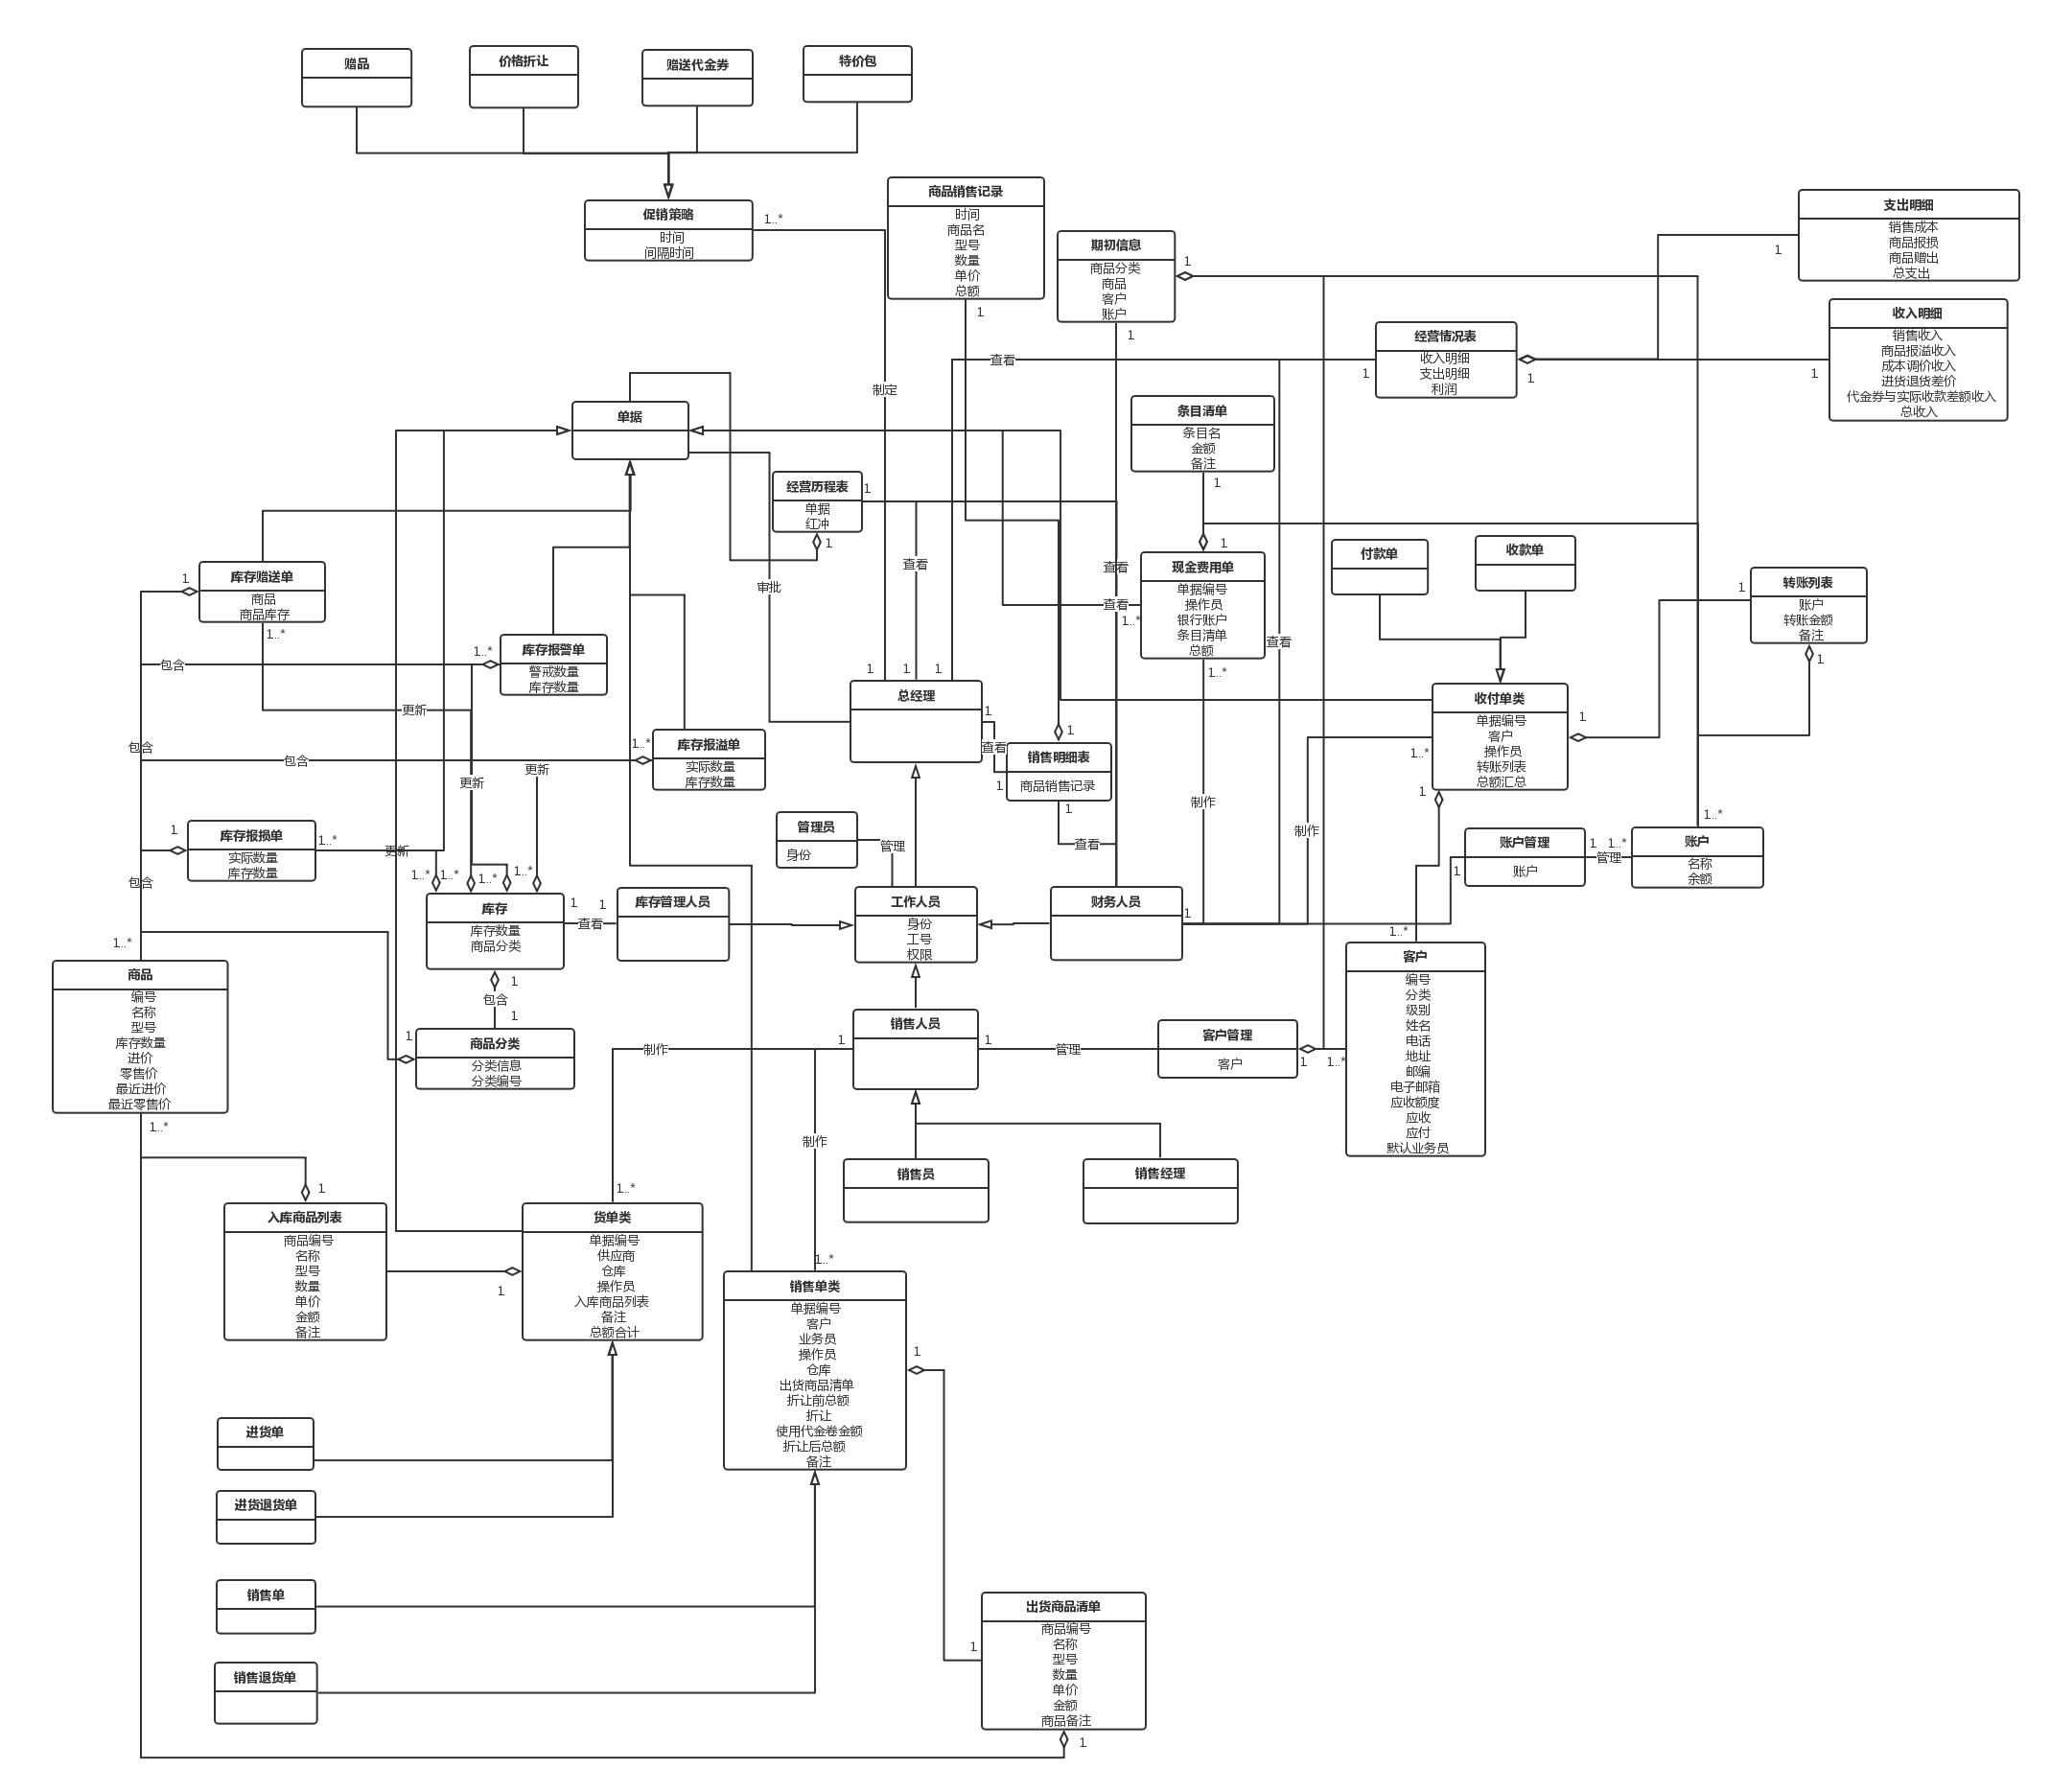 赠品
价格折让
赠送代金券
特价包
促销策略
时间
间隔时间
1..*
商品销售记录
时间
商品名
型号
数量
单价
总额
1
期初信息
商品分类
商品
客户
账户
1
1
支出明细
销售成本
商品报损
商品赠出
总支出
1
收入明细
销售收入
商品报溢收入
成本调价收入
进货退货差价
代金券与实际收款差额收入
总收入
1
经营情况表
收入明细
支出明细
利润
1
1
查看
制定
单据
条目清单
条目名
金额
备注
1
经营历程表
单据
红冲
1
1
查看
审批
查看
查看
1..*
现金费用单
单据编号
操作员
银行账户
条目清单
总额
1
1..*
查看
付款单
收款单
转账列表
账户
转账金额
备注
1
1
库存赠送单
商品
商品库存
1
1..*
库存报警单
警戒数量
库存数量
1..*
包含
更新
包含
包含
库存报溢单
实际数量
库存数量
1..*
更新
更新
总经理
1
1
1
1
查看
销售明细表
商品销售记录
1
1
1
查看
收付单类
单据编号
客户
操作员
转账列表
总额汇总
1
1..*
1
制作
制作
管理员
身份
管理
库存报损单
实际数量
库存数量
1
1..*
更新
包含
1..*
1..*
1..*
1..*
库存
库存数量
商品分类
1
查看
1
1
包含
1
库存管理人员
工作人员
身份
工号
权限
财务人员
1
账户管理
账户
1
1
1..*
管理
账户
名称
余额
1..*
商品
编号
名称
型号
库存数量
进价
零售价
最近进价
最近零售价
1..*
1..*
商品分类
分类信息
分类编号
1
销售人员
1
1
制作
管理
客户管理
客户
1
1..*
客户
编号
分类
级别
姓名
电话
地址
邮编
电子邮箱
应收额度
应收
应付
默认业务员
1..*
制作
销售员
销售经理
入库商品列表
商品编号
名称
型号
数量
单价
金额
备注
1
货单类
单据编号
供应商
仓库
操作员
入库商品列表
备注
总额合计
1..*
1
销售单类
单据编号
客户
业务员
操作员
仓库
出货商品清单
折让前总额
折让
使用代金卷金额
折让后总额
备注
1..*
1
进货单
进货退货单
销售单
销售退货单
出货商品清单
商品编号
名称
型号
数量
单价
金额
商品备注
1
1